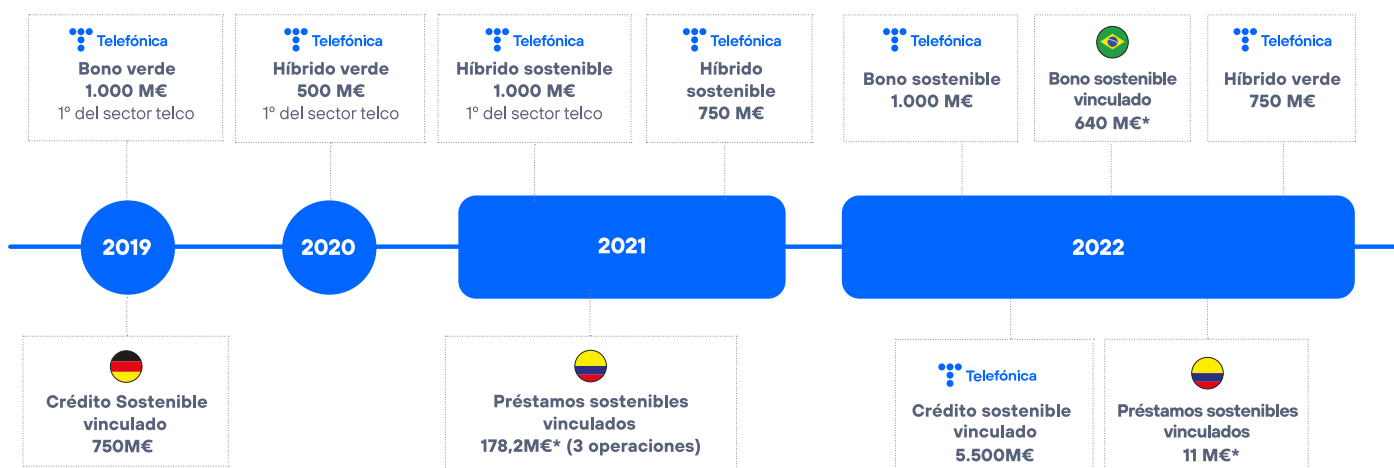 Telefónica
Bono verde
1.000 M€
1º del sector telco
Telefónica
Híbrido verde
500 M€
1º del sector telco
Telefónica
Híbrido sostenible
1.000 M€
1º del sector telco
Telefónica
Híbrido
sostenible
750 M€
Telefónica
Bono sostenible
1.000 M€
Bono sostenible
vinculado
640 M€*
Telefónica
Híbrido verde
750 M€
2019
2020
2021
2022
Crédito Sostenible
vinculado
750M€
Préstamos sostenibles
vinculados
178,2M€* (3 operaciones)
Telefónica
Crédito sostenible
vinculado
5.500M€
Préstamos sostenibles
vinculados
11 M€*